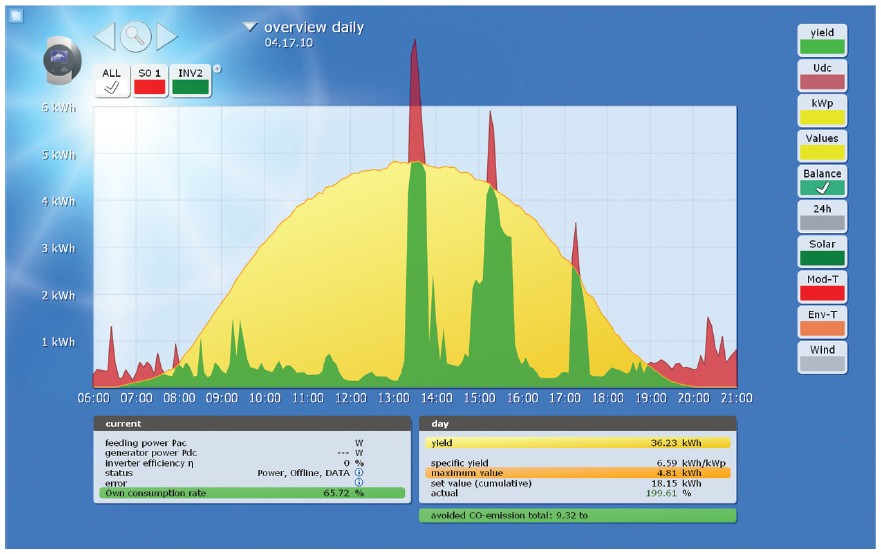 overview daily
04.17.10
ALL
S0 1
INV2
6 kWh
5 kWh
4 kWh
3 kWh
2 kWh
1 kWh
06:00 07:00 08:00 09:00 10:00 11:00 12:00 13:00 14:00 15:00 16:00 17:00 18:00 19:00 20:00 21:00
yield
Udc
kWp
Values
Balance
24h
Solar
Mod-T
Env-T
Wind
current
feeding power Pac W
generator power Pdc --- W
inverter efficiency η 0 %
status Power, Offline, DATA
error
Own consumption rate 65.72 %
day
yield 36.23 kWh
specific yield 6.59 kWh/kWp
maximum value 4.81 kWh
set value (cumulative) 18.15 kWh
actual 199.61 %
avoided CO-emission total: 9.32 to